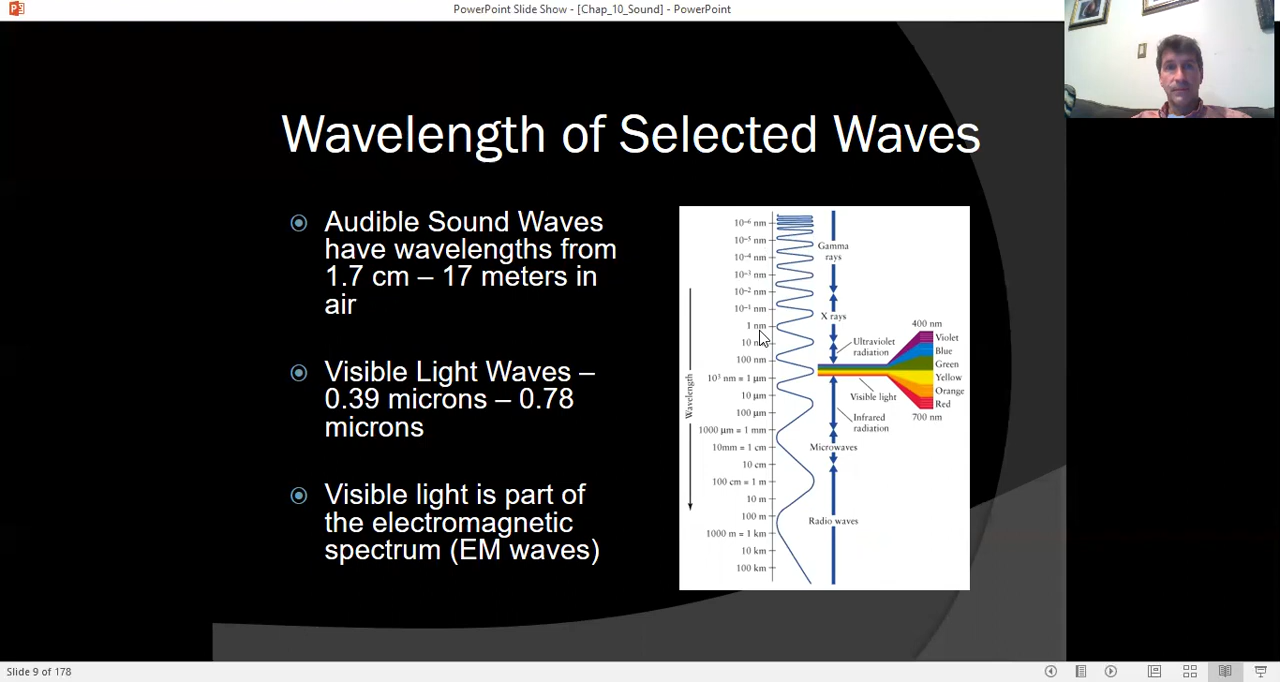 PowerPoint Slide Show - [Chap_10_Sound] - PowerPoint
Wavelength of Selected Waves
Audible Sound Waves
have wavelengths from
1.7 cm – 17 meters in
air
Visible Light Waves –
0.39 microns – 0.78
microns
Visible light is part of
the electromagnetic
spectrum (EM waves)
Wavelength
10⁻⁶ nm
10⁻⁵ nm
10⁻⁴ nm
10⁻³ nm
10⁻² nm
10⁻¹ nm
1 nm
10
100 nm
10³ nm = 1 μm
10 μm
100 μm
1000 μm = 1 mm
10mm = 1 cm
10 cm
100 cm = 1 m
10 m
100 m
1000 m = 1 km
10 km
100 km
Gamma
rays
X rays
Ultraviolet
radiation
Visible light
Infrared
radiation
Microwaves
Radio waves
400 nm
Violet
Blue
Green
Yellow
Orange
Red
700 nm
Slide 9 of 178